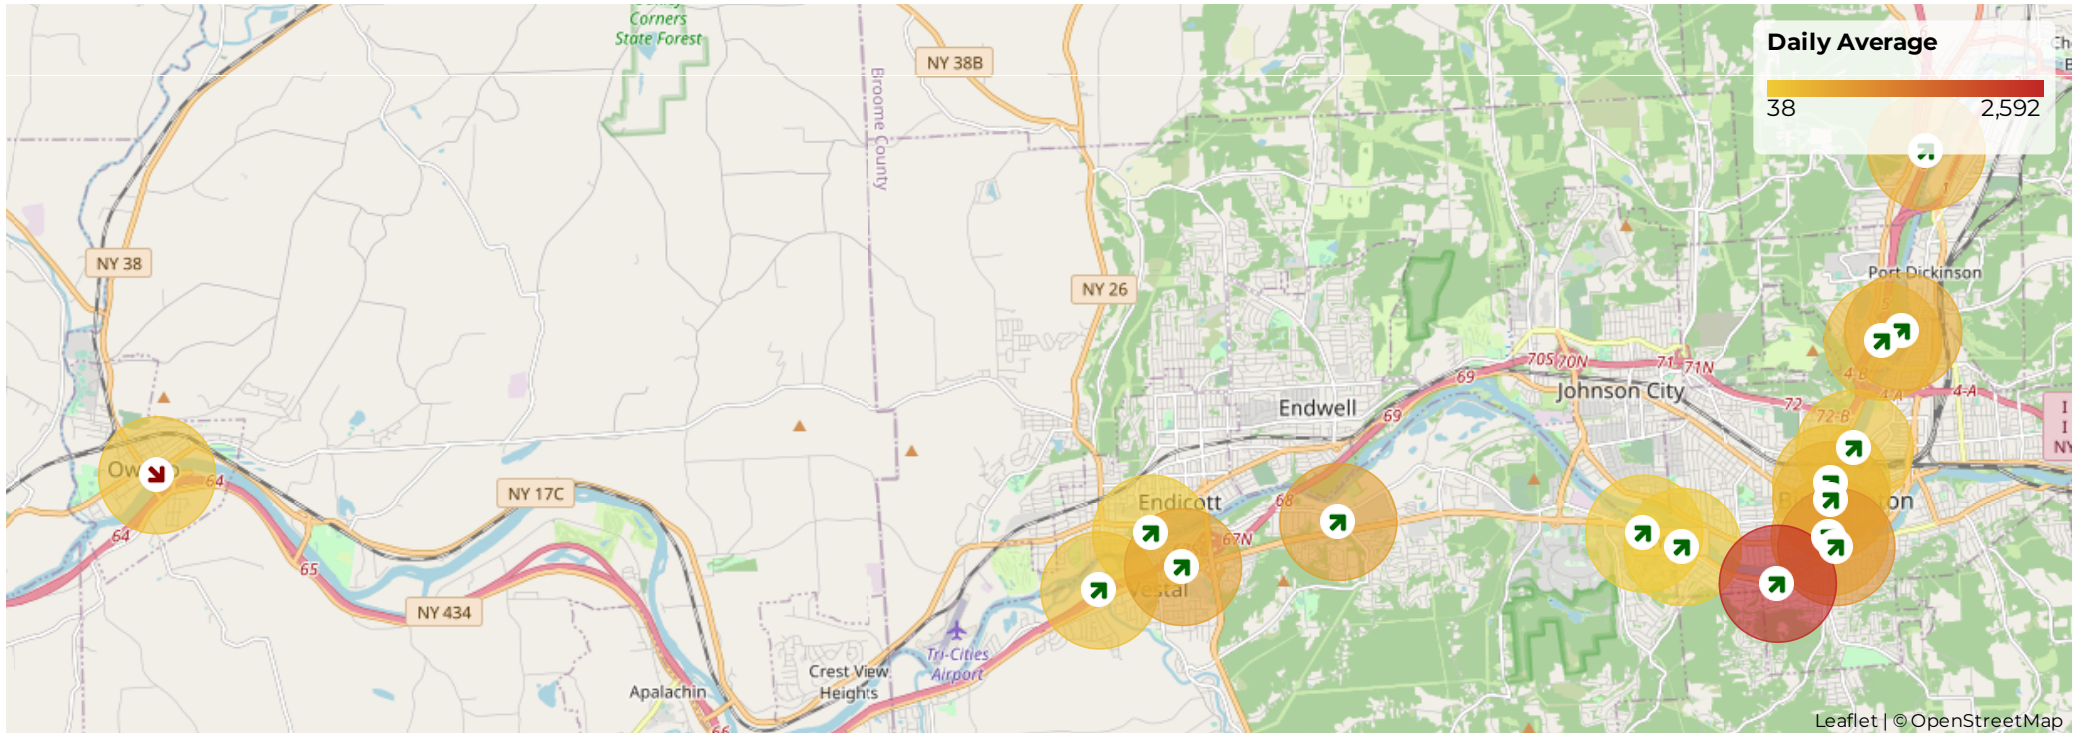 Corners
State Forest
NY 38B
Daily Average
38
2,592
Broome County
NY 38
NY 26
Port Dickinson
70S
70N
71
71N
69
Johnson City
4-A
4-A
72
72-B
Endwell
69
64
NY 17C
Endicott
68
67N
64
65
NY 434
Tri-Cities
Airport
Crest View
Heights
Apalachin
66
Leaflet | © OpenStreetMap